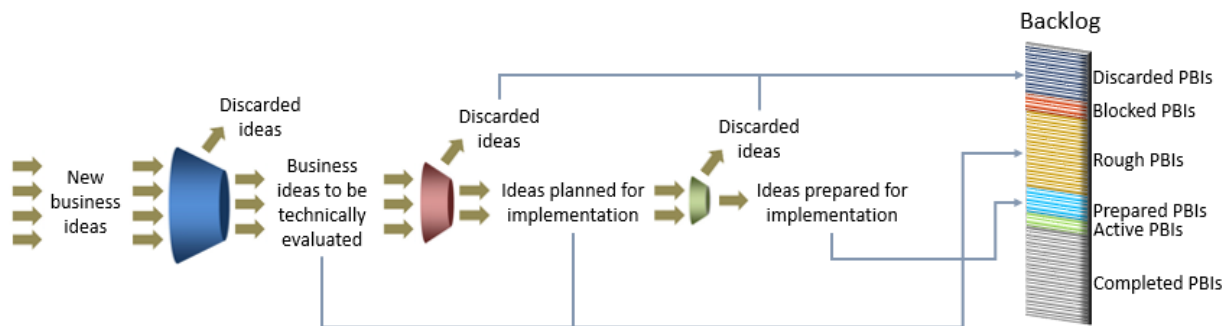 New
business
ideas
Discarded
ideas
Business
ideas to be
technically
evaluated
Discarded
ideas
Ideas planned for
implementation
Discarded
ideas
Ideas prepared for
implementation
Backlog
Discarded PBIs
Blocked PBIs
Rough PBIs
Prepared PBIs
Active PBIs
Completed PBIs